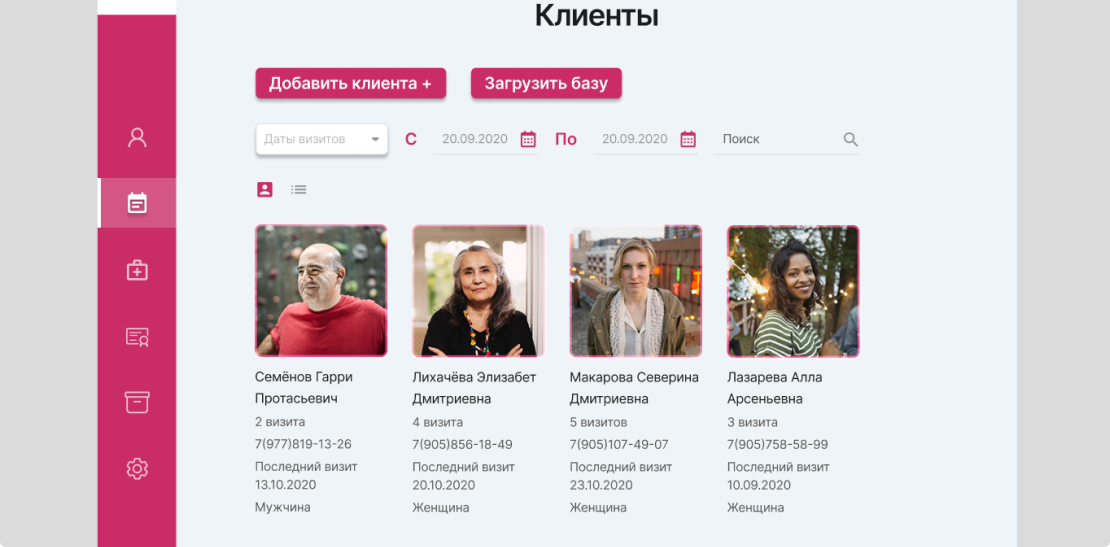 Клиенты
Добавить клиента +
Загрузить базу
Даты визитов
С
20.09.2020
По
20.09.2020
Поиск
Семёнов Гарри
Протасьевич
2 визита
7(977)819-13-26
Последний визит
13.10.2020
Мужчина
Лихачёва Элизабет
Дмитриевна
4 визита
7(905)856-18-49
Последний визит
20.10.2020
Женщина
Макарова Северина
Дмитриевна
5 визитов
7(905)107-49-07
Последний визит
23.10.2020
Женщина
Лазарева Алла
Арсеньевна
3 визита
7(905)758-58-99
Последний визит
10.09.2020
Женщина